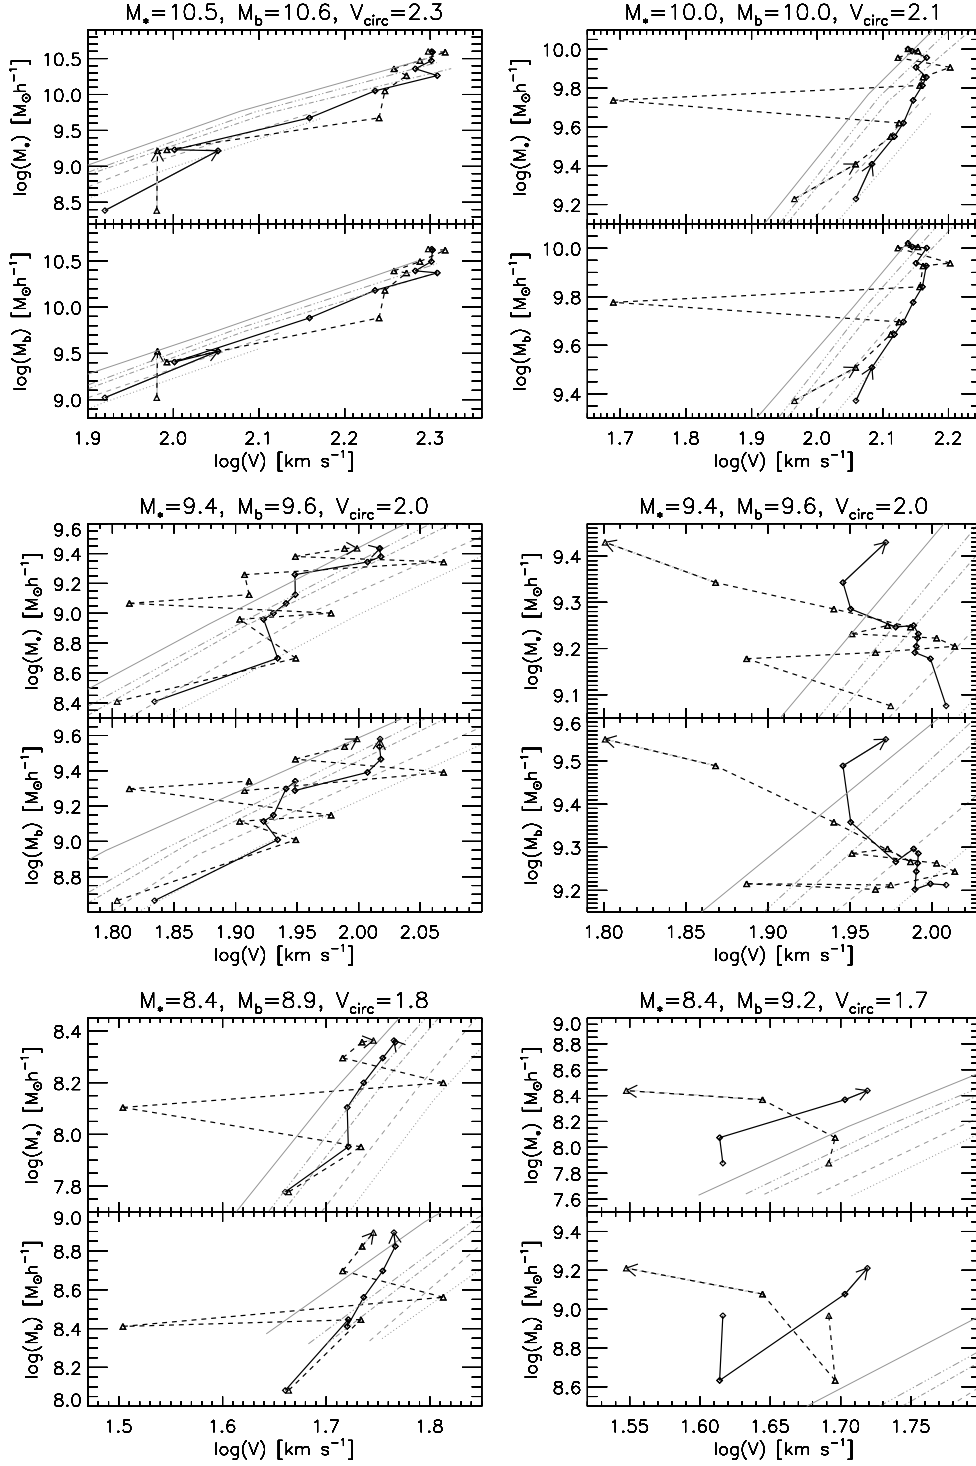 M*=10.5, Mb=10.6, Vcirc=2.3
M*=10.0, Mb=10.0, Vcirc=2.1
log(M*) [M⊙h⁻¹]
10.5
10.0
9.5
9.0
8.5
log(M*) [M⊙h⁻¹]
10.0
9.8
9.6
9.4
9.2
log(Mb) [M⊙h⁻¹]
10.5
10.0
9.5
9.0
log(Mb) [M⊙h⁻¹]
10.0
9.8
9.6
9.4
1.9 2.0 2.1 2.2 2.3
log(V) [km s⁻¹]
1.7 1.8 1.9 2.0 2.1 2.2
log(V) [km s⁻¹]
M*=9.4, Mb=9.6, Vcirc=2.0
M*=9.4, Mb=9.6, Vcirc=2.0
log(M*) [M⊙h⁻¹]
9.6
9.4
9.2
9.0
8.8
8.6
8.4
log(M*) [M⊙h⁻¹]
9.4
9.3
9.2
9.1
log(Mb) [M⊙h⁻¹]
9.6
9.4
9.2
9.0
8.8
log(Mb) [M⊙h⁻¹]
9.6
9.5
9.4
9.3
9.2
1.80 1.85 1.90 1.95 2.00 2.05
log(V) [km s⁻¹]
1.80 1.85 1.90 1.95 2.00
log(V) [km s⁻¹]
M*=8.4, Mb=8.9, Vcirc=1.8
M*=8.4, Mb=9.2, Vcirc=1.7
log(M*) [M⊙h⁻¹]
8.4
8.2
8.0
7.8
log(M*) [M⊙h⁻¹]
9.0
8.8
8.6
8.4
8.2
8.0
7.8
7.6
log(Mb) [M⊙h⁻¹]
9.0
8.8
8.6
8.4
8.2
8.0
log(Mb) [M⊙h⁻¹]
9.4
9.2
9.0
8.8
8.6
1.5 1.6 1.7 1.8
log(V) [km s⁻¹]
1.55 1.60 1.65 1.70 1.75
log(V) [km s⁻¹]